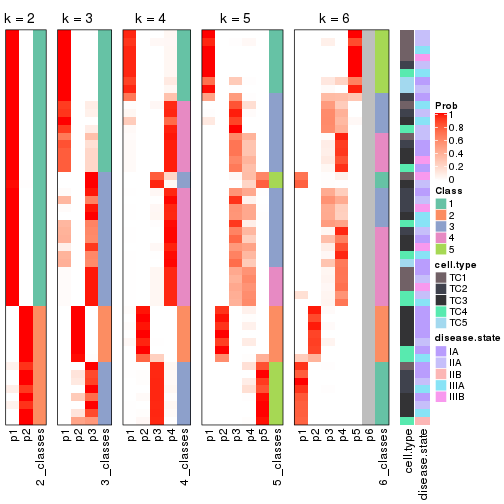 k = 2
k = 3
k = 4
k = 5
k = 6
p1
p2
2_classes
p1
p2
p3
3_classes
p1
p2
p3
p4
4_classes
p1
p2
p3
p4
p5
5_classes
p1
p2
p3
p4
p5
p6
6_classes
cell.type
disease.state
Prob
1
0.8
0.6
0.4
0.2
0
Class
1
2
3
4
5
cell.type
TC1
TC2
TC3
TC4
TC5
disease.state
IA
IIA
IIB
IIIA
IIIB